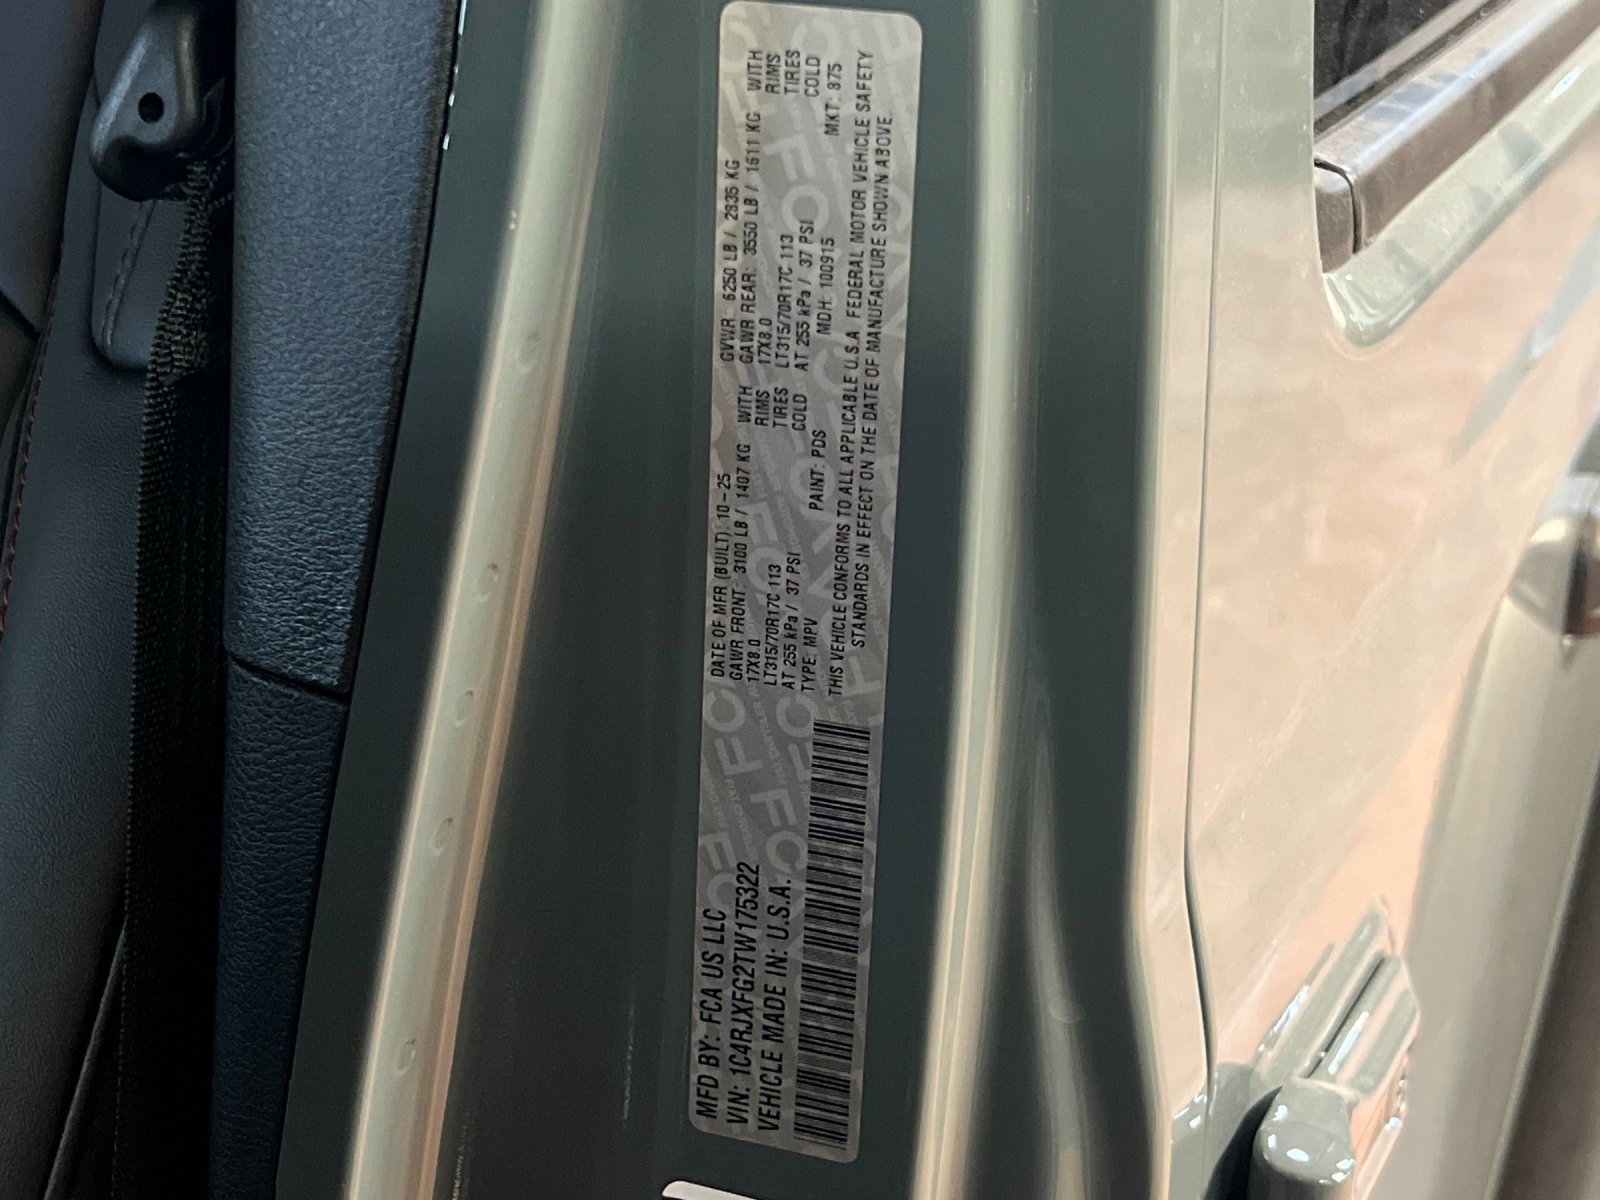 MFD BY: FCA US LLC
VIN: 1C4RJXFG2TW175322
VEHICLE MADE IN: U.S.A.
DATE OF MFR (BUILT): 10-25
GVWR: 6250 LB / 2835 KG
GAWR FRONT: 3100 LB / 1407 KG WITH
GAWR REAR: 3550 LB / 1611 KG WITH
17X8.0 RIMS
17X8.0 RIMS
LT315/70R17C 113 TIRES
LT315/70R17C 113 TIRES
AT 255 kPa / 37 PSI COLD
AT 255 kPa / 37 PSI COLD
TYPE: MPV PAINT: PDS MDH: 100915 MKT: 875
THIS VEHICLE CONFORMS TO ALL APPLICABLE U.S.A. FEDERAL MOTOR VEHICLE SAFETY
STANDARDS IN EFFECT ON THE DATE OF MANUFACTURE SHOWN ABOVE.